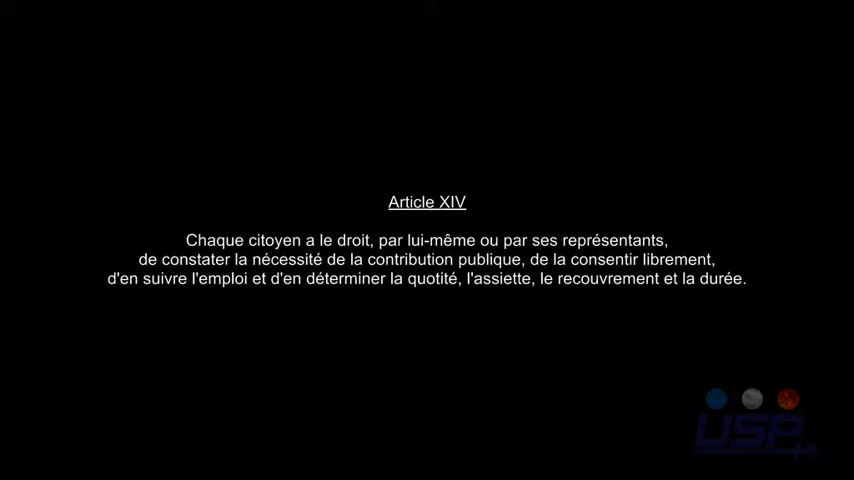 Article XIV
Chaque citoyen a le droit, par lui-même ou par ses représentants,
de constater la nécessité de la contribution publique, de la consentir librement,
d'en suivre l'emploi et d'en déterminer la quotité, l'assiette, le recouvrement et la durée.
USP